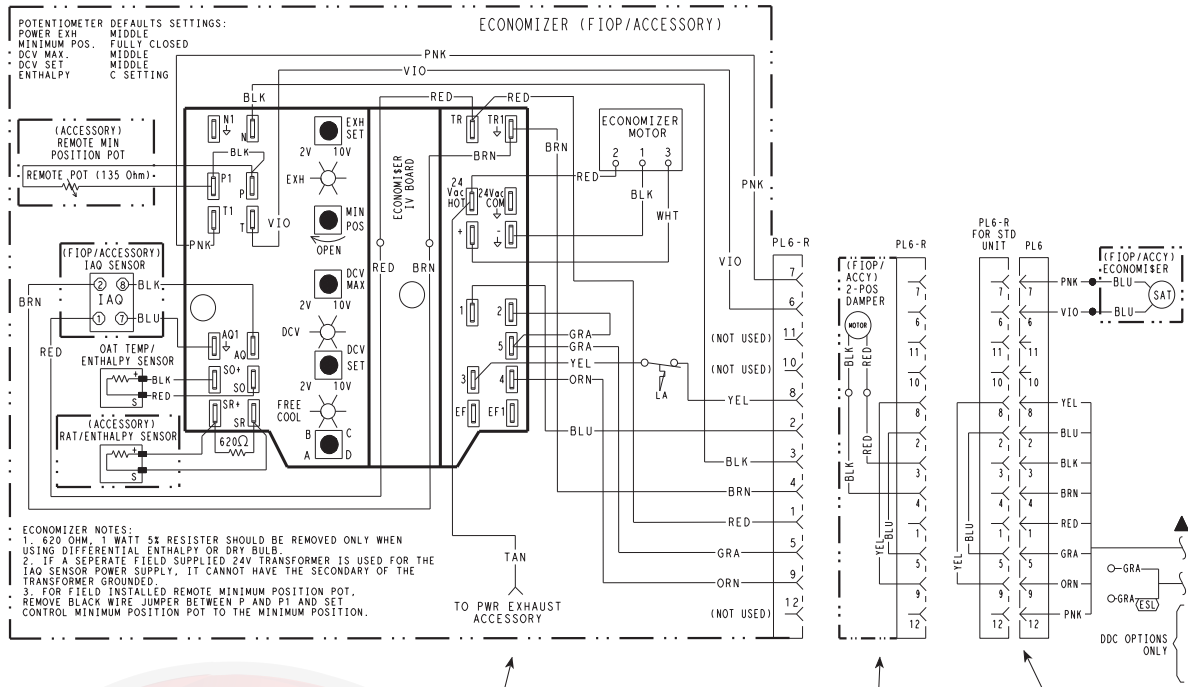 POTENTIOMETER DEFAULTS SETTINGS:
POWER EXH MIDDLE
MINIMUM POS. FULLY CLOSED
DCV MAX. MIDDLE
DCV SET MIDDLE
ENTHALPY C SETTING
ECONOMIZER (FIOP/ACCESSORY)
PNK
VIO
BLK
RED
RED
(ACCESSORY)
REMOTE MIN
POSITION POT
REMOTE POT (135 Ohm)
N1
N
BLK
P1
P
T1
T
VIO
PNK
EXH
SET
2V 10V
EXH
MIN
POS
OPEN
DCV
MAX
2V 10V
DCV
DCV
SET
2V 10V
FREE
COOL
B C
A D
ECONOMI$ER
IV BOARD
RED
BRN
TR TR1
BRN
BRN
24
Vac
HOT
24Vac
COM
+ -
1 2
5
3 4
EF EF1
ECONOMIZER
MOTOR
2 1 3
RED
BLK
WHT
PNK
VIO
(FIOP/ACCESSORY)
IAQ SENSOR
2 8
IAQ
1 7
BLK
BLU
BRN
RED
OAT TEMP/
ENTHALPY SENSOR
+
S
BLK
RED
(ACCESSORY)
RAT/ENTHALPY SENSOR
+
S
AQ1
AQ
SO+
SO
SR+
SR
620Ω
GRA
GRA
YEL
ORN
BLU
LA
TAN
TO PWR EXHAUST
ACCESSORY
PL6-R
7
6
(NOT USED) 11
(NOT USED) 10
YEL 8
2
BLK 3
BRN 4
RED 1
GRA 5
ORN 9
(NOT USED) 12
ECONOMIZER NOTES:
1. 620 OHM, 1 WATT 5% RESISTER SHOULD BE REMOVED ONLY WHEN
USING DIFFERENTIAL ENTHALPY OR DRY BULB.
2. IF A SEPERATE FIELD SUPPLIED 24V TRANSFORMER IS USED FOR THE
IAQ SENSOR POWER SUPPLY, IT CANNOT HAVE THE SECONDARY OF THE
TRANSFORMER GROUNDED.
3. FOR FIELD INSTALLED REMOTE MINIMUM POSITION POT,
REMOVE BLACK WIRE JUMPER BETWEEN P AND P1 AND SET
CONTROL MINIMUM POSITION POT TO THE MINIMUM POSITION.
PL6-R
(FIOP/
ACCY)
2-POS
DAMPER
MOTOR
BLK
RED
RED
BLK
YEL
BLU
7
6
11
10
8
2
3
4
1
5
9
12
PL6-R
FOR STD
UNIT
PL6
YEL
BLU
7 7
6 6
11 11
10 10
8 8
2 2
3 3
4 4
1 1
5 5
9 9
12 12
PNK
VIO
YEL
BLU
BLK
BRN
RED
GRA
ORN
PNK
(FIOP/ACCY)
ECONOMI$ER
BLU
SAT
BLU
GRA
GRA
ESL
DDC OPTIONS
ONLY